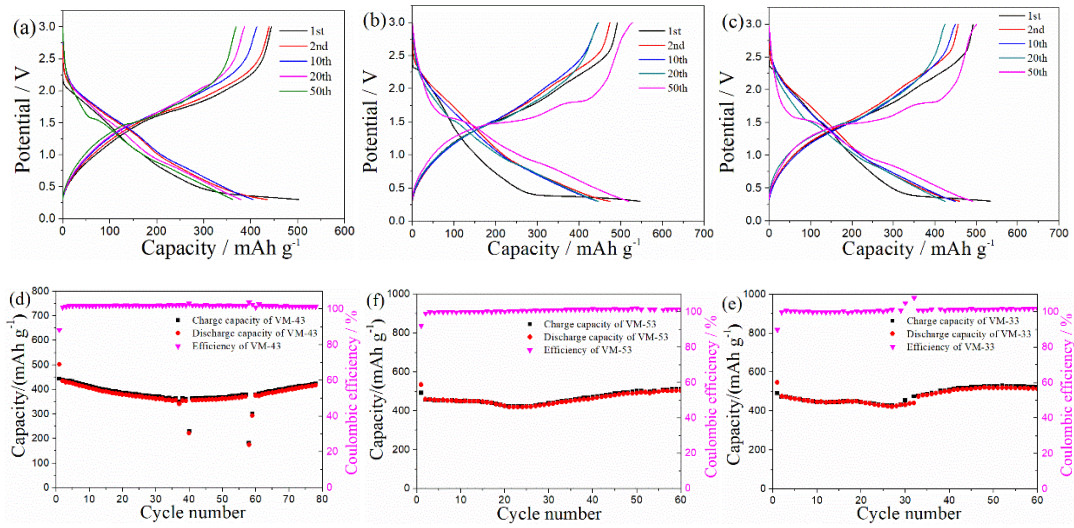 (a)
3.0
2.5
2.0
1.5
1.0
0.5
0.0
Potential / V
1st
2nd
10th
20th
50th
0 100 200 300 400 500 600
Capacity / mAh g-1
(b)
3.0
2.5
2.0
1.5
1.0
0.5
0.0
Potential / V
1st
2nd
10th
20th
50th
0 100 200 300 400 500 600 700
Capacity / mAh g-1
(c)
3.0
2.5
2.0
1.5
1.0
0.5
0.0
Potential / V
1st
2nd
10th
20th
50th
0 100 200 300 400 500 600 700
Capacity / mAh g-1
(d)
800
700
600
500
400
300
200
100
0
Capacity/(mAh g-1)
Charge capacity of VM-43
Discharge capacity of VM-43
Efficiency of VM-43
100
80
60
40
20
0
Coulombic efficiency / %
0 10 20 30 40 50 60 70 80
Cycle number
(f)
1000
800
600
400
200
0
Capacity/(mAh g-1)
Charge capacity of VM-53
Discharge capacity of VM-53
Efficiency of VM-53
100
80
60
40
20
0
Coulombic efficiency / %
0 10 20 30 40 50 60
Cycle number
(e)
1000
800
600
400
200
0
Capacity/(mAh g-1)
Charge capacity of VM-33
Discharge capacity of VM-33
Efficiency of VM-33
100
80
60
40
20
0
Coulombic efficiency / %
0 10 20 30 40 50 60
Cycle number